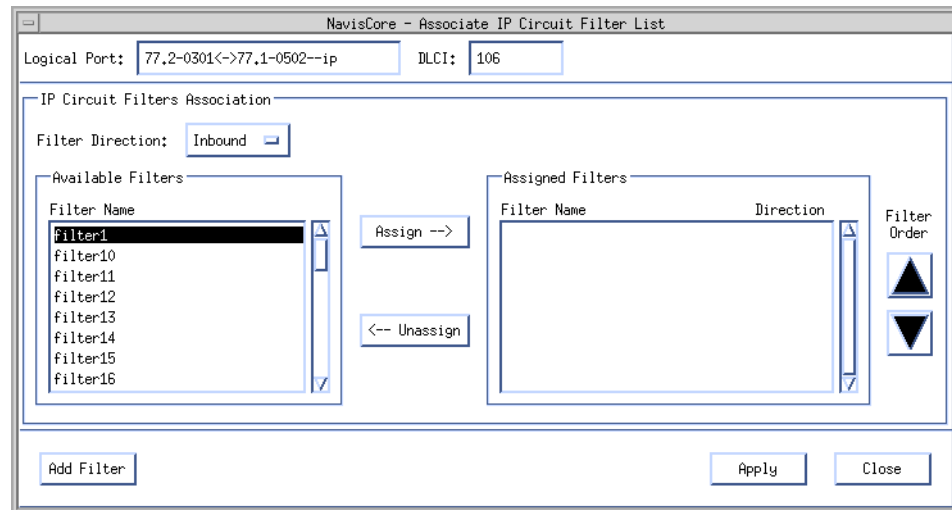 NavisCore - Associate IP Circuit Filter List
Logical Port: 77.2-0301<->77.1-0502--ip DLCI: 106
IP Circuit Filters Association
Filter Direction: Inbound
Available Filters
Filter Name
filter1
filter10
filter11
filter12
filter13
filter14
filter15
filter16
Assign -->
<-- Unassign
Assigned Filters
Filter Name Direction
Filter
Order
Add Filter
Apply
Close